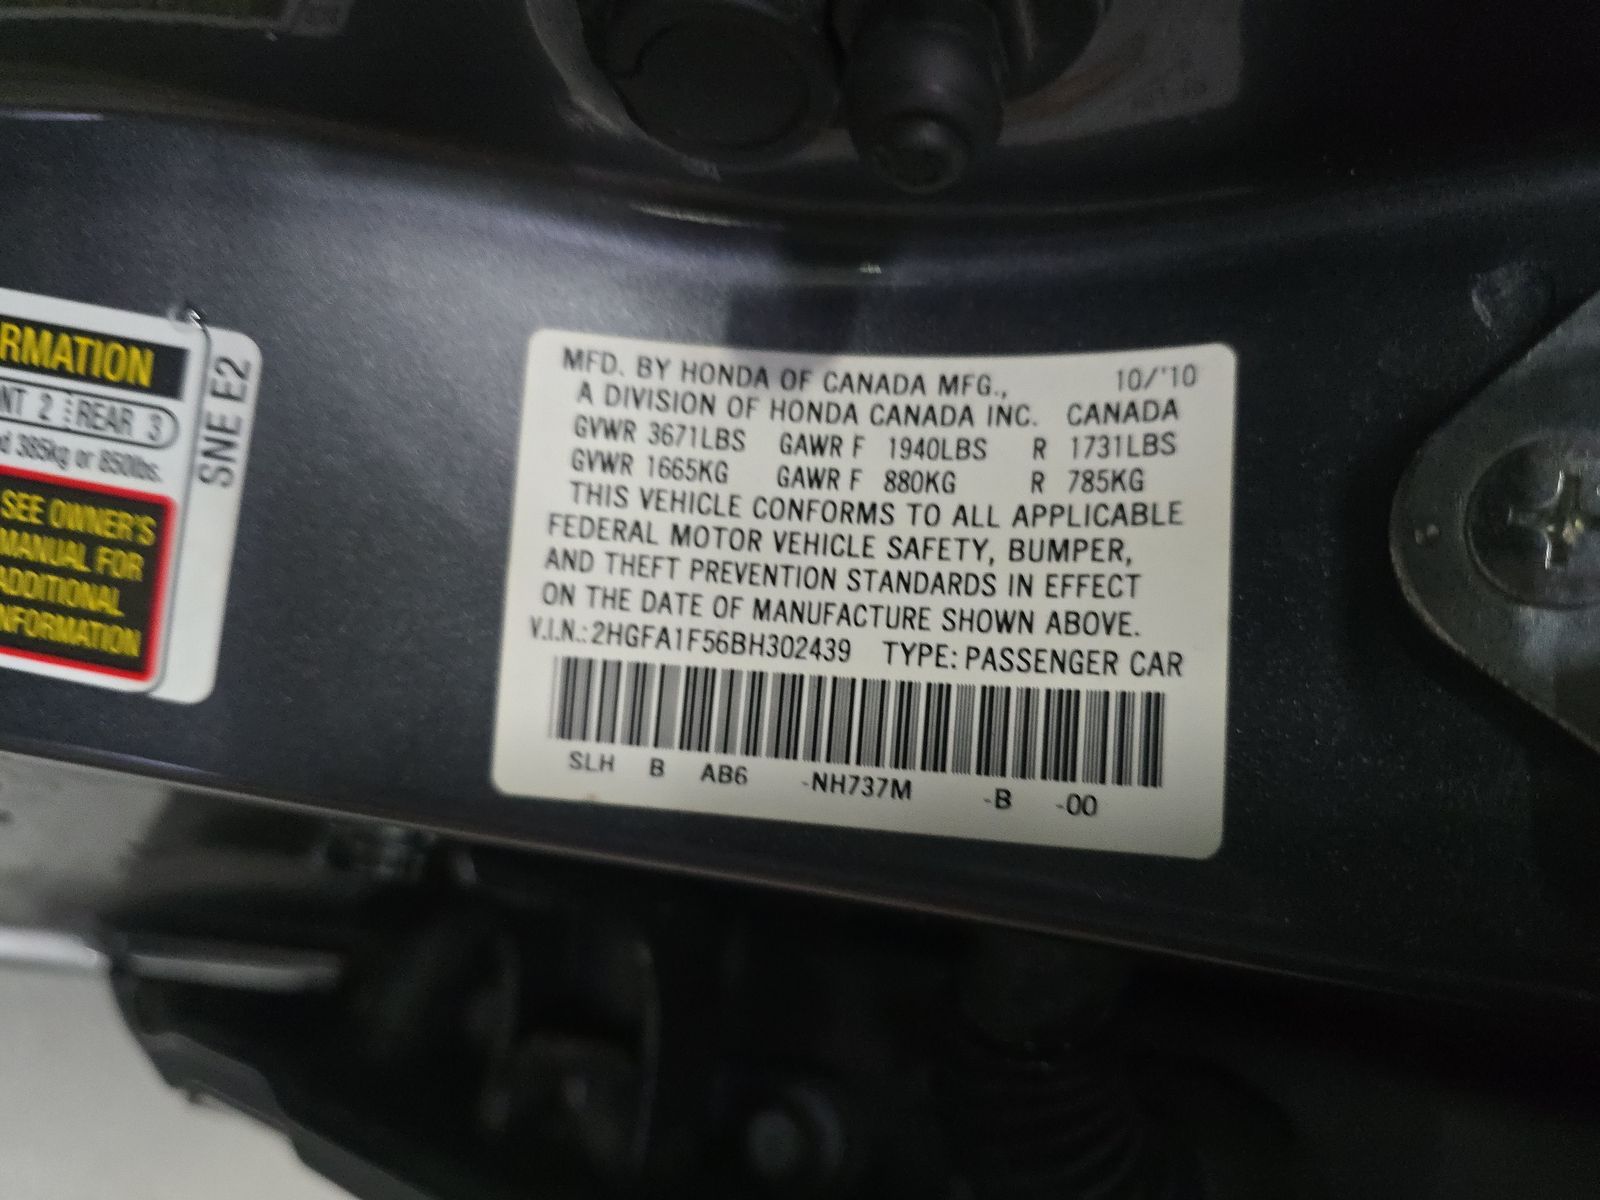 RMATION
NT 2 REAR 3
d 385kg or 850lbs.
SEE OWNER'S
MANUAL FOR
ADDITIONAL
NFORMATION
SNE E2
MFD. BY HONDA OF CANADA MFG., 10/'10
A DIVISION OF HONDA CANADA INC. CANADA
GVWR 3671LBS GAWR F 1940LBS R 1731LBS
GVWR 1665KG GAWR F 880KG R 785KG
THIS VEHICLE CONFORMS TO ALL APPLICABLE
FEDERAL MOTOR VEHICLE SAFETY, BUMPER,
AND THEFT PREVENTION STANDARDS IN EFFECT
ON THE DATE OF MANUFACTURE SHOWN ABOVE.
V.I.N.: 2HGFA1F56BH302439 TYPE: PASSENGER CAR
SLH B AB6 -NH737M -B -00